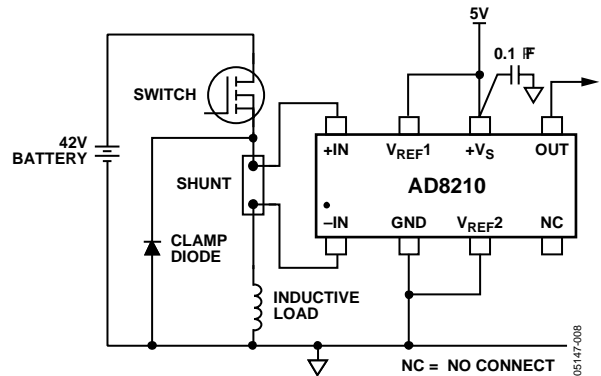 5V
0.1 F
SWITCH
42V
BATTERY
+IN
VREF1
+VS
OUT
SHUNT
AD8210
–IN
GND
VREF2
NC
CLAMP
DIODE
INDUCTIVE
LOAD
NC = NO CONNECT
05147-008